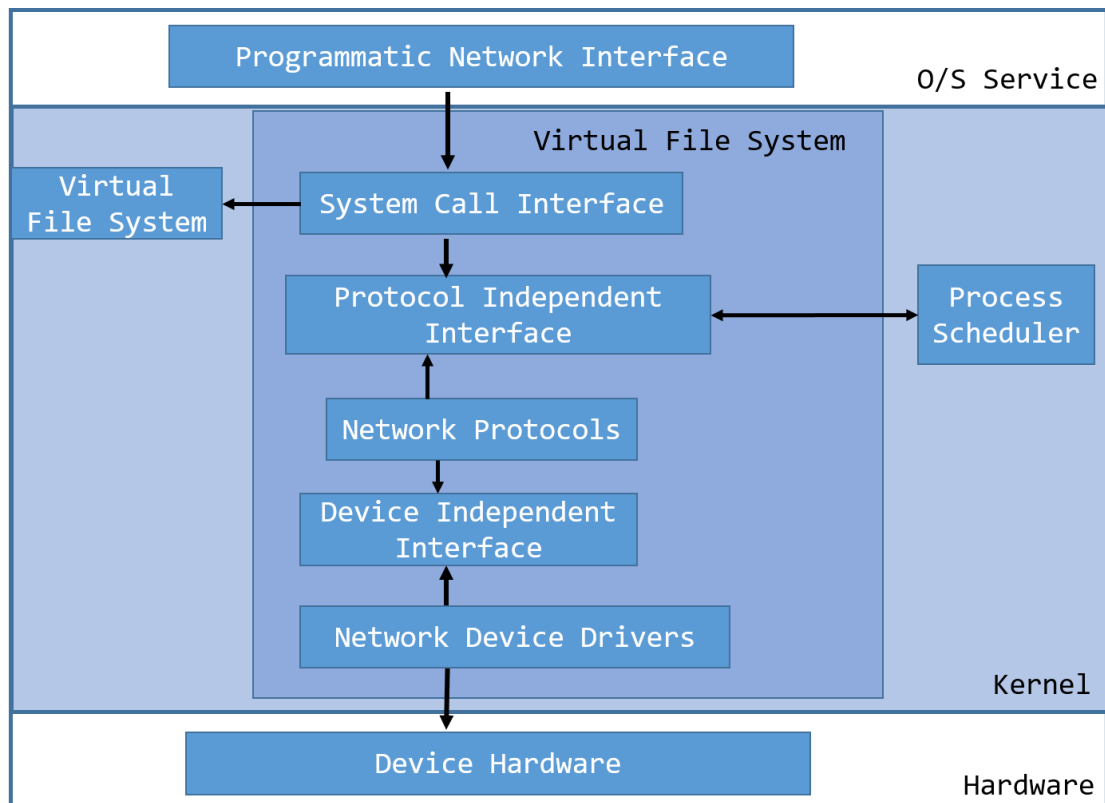 Programmatic Network Interface
O/S Service
Virtual File System
Virtual
File System
System Call Interface
Protocol Independent
Interface
Process
Scheduler
Network Protocols
Device Independent
Interface
Network Device Drivers
Kernel
Device Hardware
Hardware